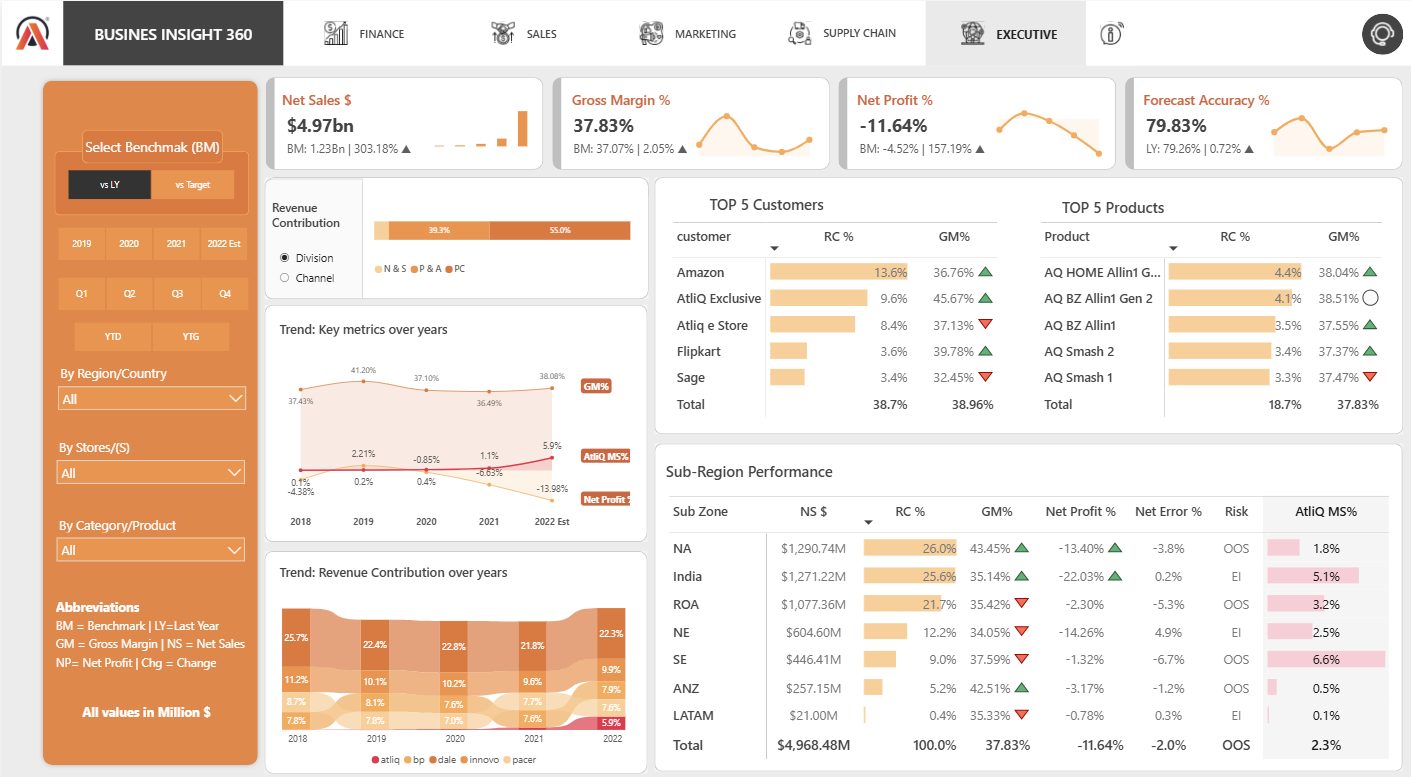 BUSINES INSIGHT 360
FINANCE
SALES
MARKETING
SUPPLY CHAIN
EXECUTIVE
Select Benchmak (BM)
vs LY vs Target
2019 2020 2021 2022 Est
Q1 Q2 Q3 Q4
YTD YTG
By Region/Country
All
By Stores/(S)
All
By Category/Product
All
Abbreviations
BM = Benchmark | LY=Last Year
GM = Gross Margin | NS = Net Sales
NP= Net Profit | Chg = Change
All values in Million $
Net Sales $
$4.97bn
BM: 1.23Bn | 303.18% ▲
Gross Margin %
37.83%
BM: 37.07% | 2.05% ▲
Net Profit %
-11.64%
BM: -4.52% | 157.19% ▲
Forecast Accuracy %
79.83%
LY: 79.26% | 0.72% ▲
Revenue
Contribution
Division
Channel
39.3% 55.0%
N & S P & A PC
Trend: Key metrics over years
37.43% 41.20% 37.10% 36.49% 38.08%
GM%
0.1% 0.2% 0.4% 1.1% 5.9%
AtliQ MS%
-4.38% 2.21% -0.85% -6.63% -13.98%
Net Profit
2018 2019 2020 2021 2022 Est
Trend: Revenue Contribution over years
25.7% 22.4% 22.8% 21.8% 22.3%
11.2% 10.1% 10.2% 9.6% 9.9%
8.7% 8.1% 7.6% 7.7% 7.9%
7.8% 7.8% 7.0% 7.6% 7.6%
5.9%
2018 2019 2020 2021 2022
atliq bp dale innovo pacer
TOP 5 Customers
customer RC % GM%
Amazon 13.6% 36.76%
AtliQ Exclusive 9.6% 45.67%
Atliq e Store 8.4% 37.13%
Flipkart 3.6% 39.78%
Sage 3.4% 32.45%
Total 38.7% 38.96%
TOP 5 Products
Product RC % GM%
AQ HOME Allin1 G... 4.4% 38.04%
AQ BZ Allin1 Gen 2 4.1% 38.51%
AQ BZ Allin1 3.5% 37.55%
AQ Smash 2 3.4% 37.37%
AQ Smash 1 3.3% 37.47%
Total 18.7% 37.83%
Sub-Region Performance
Sub Zone NS $ RC % GM% Net Profit % Net Error % Risk AtliQ MS%
NA $1,290.74M 26.0% 43.45% -13.40% -3.8% OOS 1.8%
India $1,271.22M 25.6% 35.14% -22.03% 0.2% EI 5.1%
ROA $1,077.36M 21.7% 35.42% -2.30% -5.3% OOS 3.2%
NE $604.60M 12.2% 34.05% -14.26% 4.9% EI 2.5%
SE $446.41M 9.0% 37.59% -1.32% -6.7% OOS 6.6%
ANZ $257.15M 5.2% 42.51% -3.17% -1.2% OOS 0.5%
LATAM $21.00M 0.4% 35.33% -0.78% 0.3% EI 0.1%
Total $4,968.48M 100.0% 37.83% -11.64% -2.0% OOS 2.3%